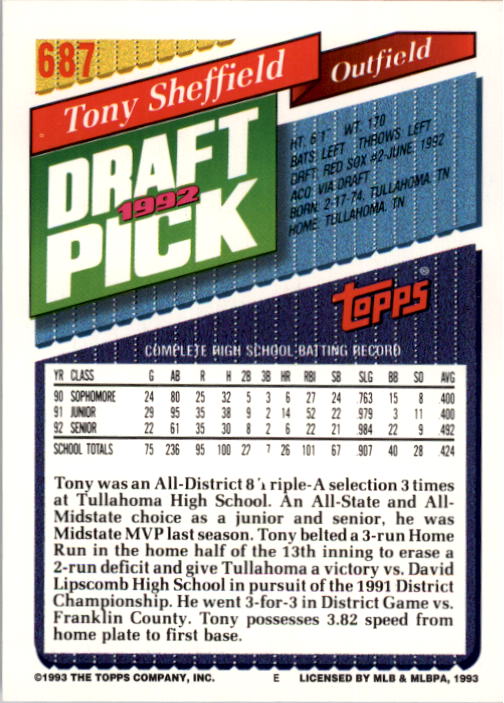 687
Tony Sheffield
Outfield
DRAFT
1992
PICK
HT. 6'1" WT. 170
BATS: LEFT THROWS: LEFT
DRFT: RED SOX #2-JUNE, 1992
ACQ: VIA DRAFT
BORN: 2-17-74, TULLAHOMA, TN
HOME: TULLAHOMA, TN
TOPPS®
COMPLETE HIGH SCHOOL BATTING RECORD
YR CLASS G AB R H 2B 3B HR RBI SB SLG BB SO AVG
90 SOPHOMORE 24 80 25 32 5 3 6 27 24 .763 15 8 .400
91 JUNIOR 29 95 35 38 9 2 14 52 22 .979 3 11 .400
92 SENIOR 22 61 35 30 8 2 6 22 21 .984 22 9 .492
SCHOOL TOTALS 75 236 95 100 22 7 26 101 67 .907 40 28 .424
Tony was an All-District 8 riple-A selection 3 times
at Tullahoma High School. An All-State and All-
Midstate choice as a junior and senior, he was
Midstate MVP last season. Tony belted a 3-run Home
Run in the home half of the 13th inning to erase a
2-run deficit and give Tullahoma a victory vs. David
Lipscomb High School in pursuit of the 1991 District
Championship. He went 3-for-3 in District Game vs.
Franklin County. Tony possesses 3.82 speed from
home plate to first base.
©1993 THE TOPPS COMPANY, INC. E LICENSED BY MLB & MLBPA, 1993